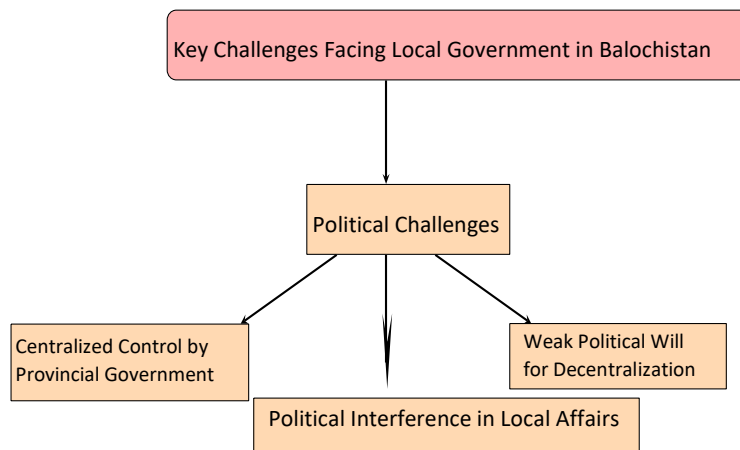 Key Challenges Facing Local Government in Balochistan
Political Challenges
Centralized Control by
Provincial Government
Weak Political Will
for Decentralization
Political Interference in Local Affairs